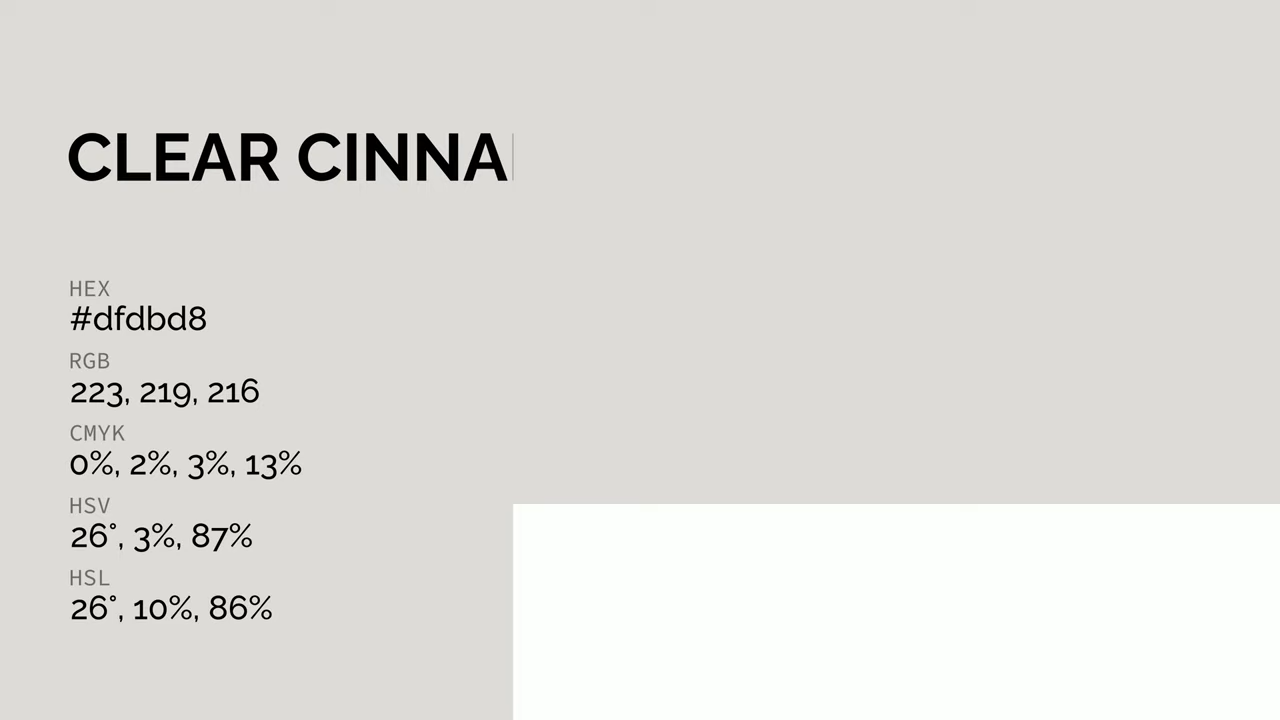 CLEAR CINNA
HEX
#dfdbd8
RGB
223, 219, 216
CMYK
0%, 2%, 3%, 13%
HSV
26°, 3%, 87%
HSL
26°, 10%, 86%